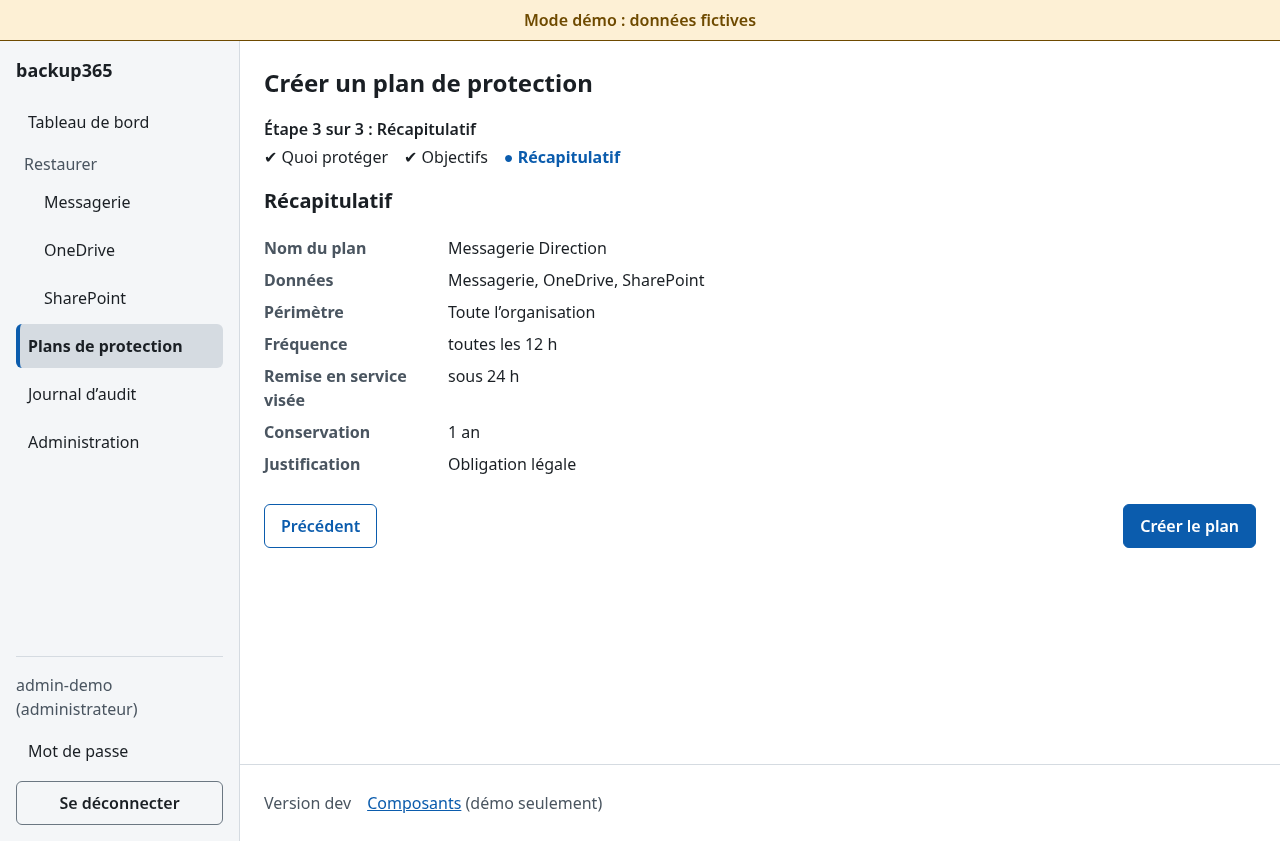 Mode démo : données fictives
backup365
Tableau de bord
Restaurer
Messagerie
OneDrive
SharePoint
Plans de protection
Journal d’audit
Administration
admin-demo
(administrateur)
Mot de passe
Se déconnecter
Créer un plan de protection
Étape 3 sur 3 : Récapitulatif
✔ Quoi protéger ✔ Objectifs ● Récapitulatif
Récapitulatif
Nom du plan Messagerie Direction
Données Messagerie, OneDrive, SharePoint
Périmètre Toute l’organisation
Fréquence toutes les 12 h
Remise en service sous 24 h
visée
Conservation 1 an
Justification Obligation légale
Précédent Créer le plan
Version dev Composants (démo seulement)